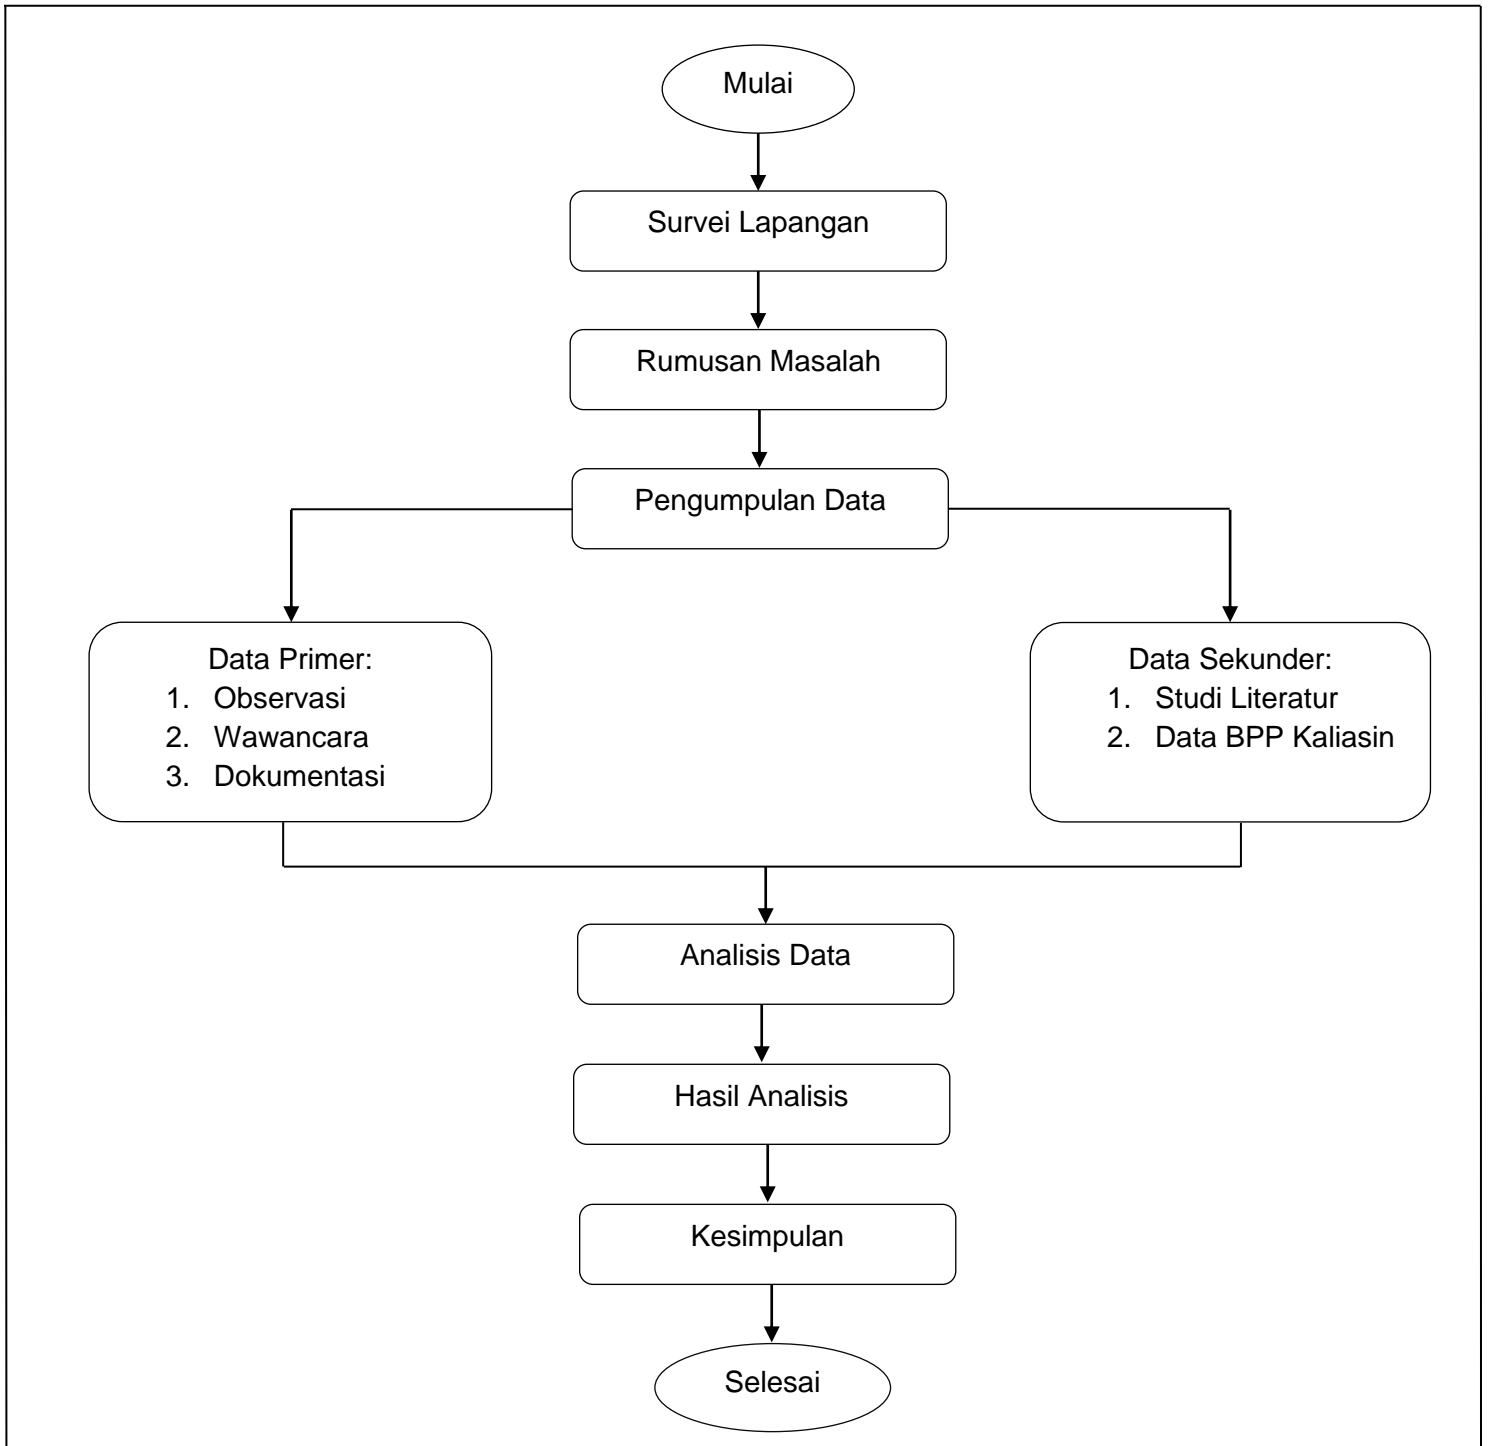 Mulai
Survei Lapangan
Rumusan Masalah
Pengumpulan Data
Data Primer:
1. Observasi
2. Wawancara
3. Dokumentasi
Data Sekunder:
1. Studi Literatur
2. Data BPP Kaliasin
Analisis Data
Hasil Analisis
Kesimpulan
Selesai